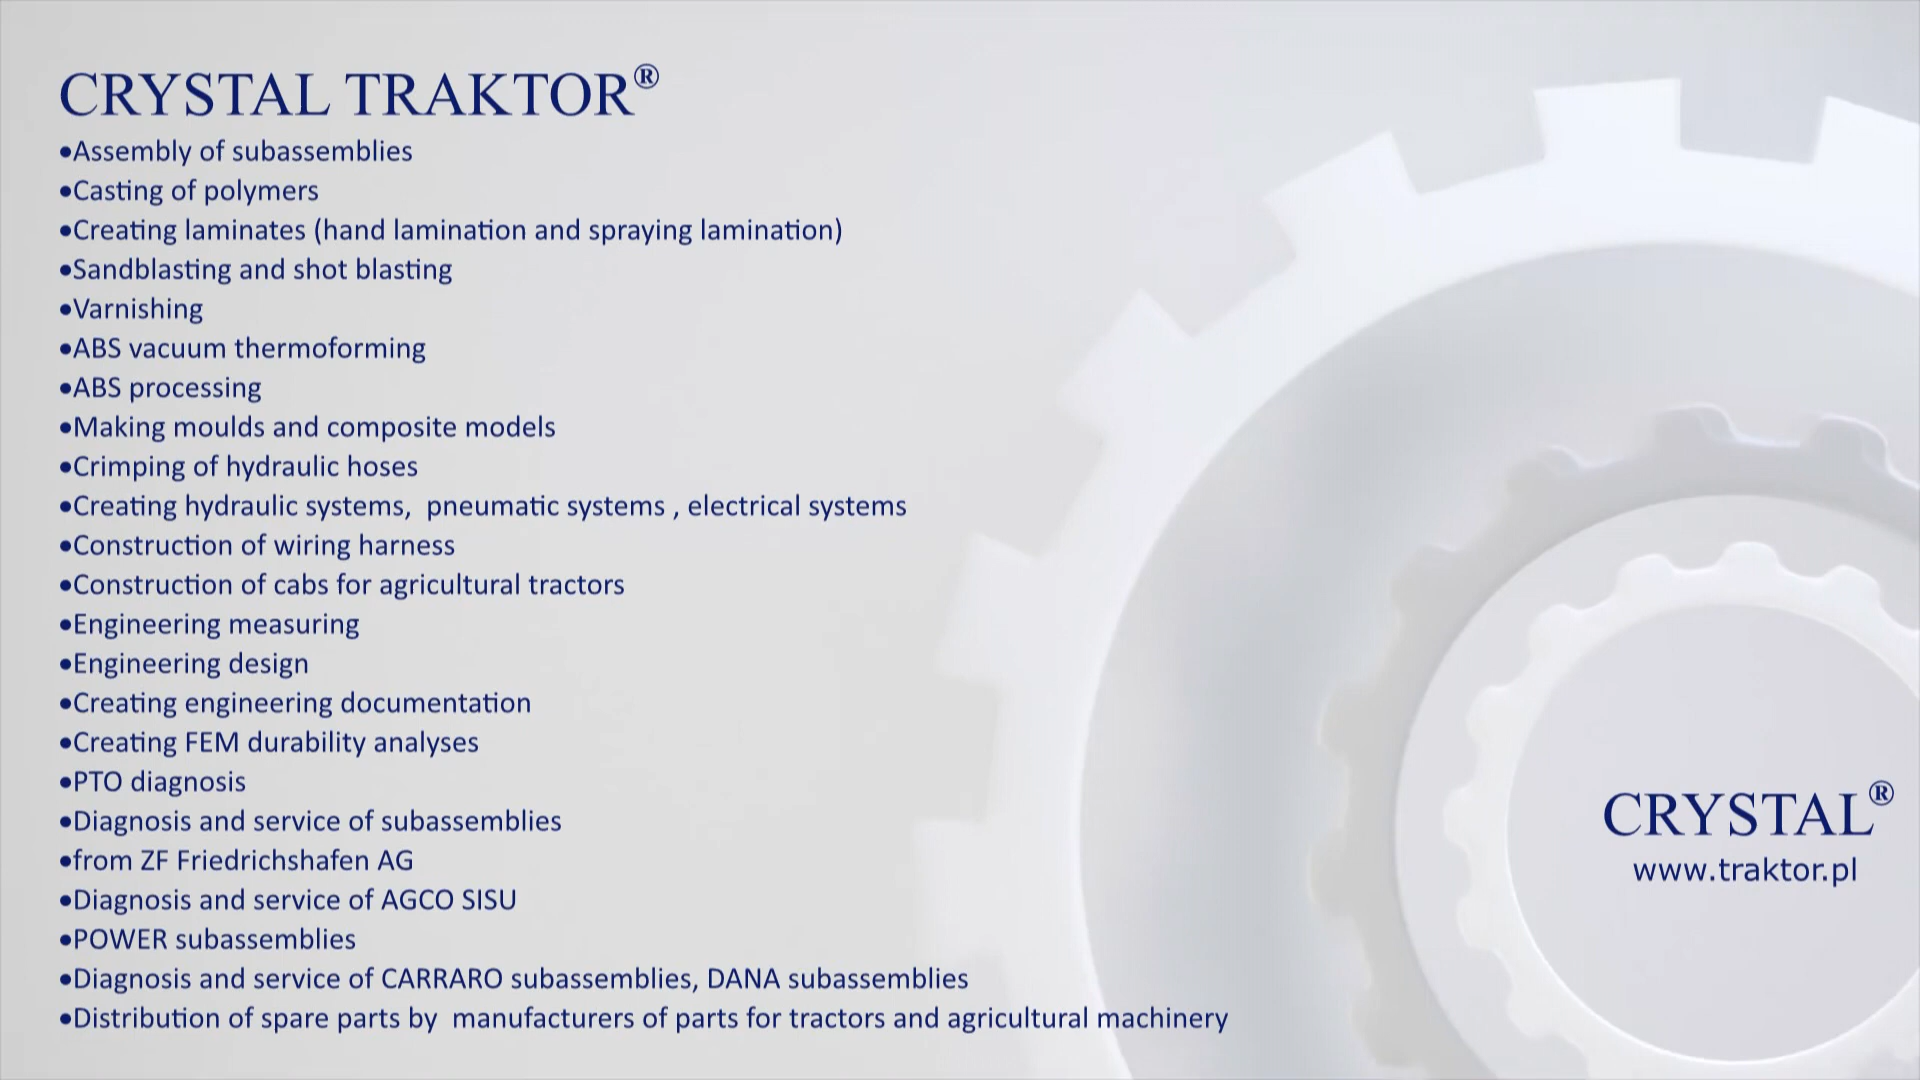 CRYSTAL TRAKTOR®
•Assembly of subassemblies
•Casting of polymers
•Creating laminates (hand lamination and spraying lamination)
•Sandblasting and shot blasting
•Varnishing
•ABS vacuum thermoforming
•ABS processing
•Making moulds and composite models
•Crimping of hydraulic hoses
•Creating hydraulic systems,  pneumatic systems , electrical systems
•Construction of wiring harness
•Construction of cabs for agricultural tractors
•Engineering measuring
•Engineering design
•Creating engineering documentation
•Creating FEM durability analyses
•PTO diagnosis
•Diagnosis and service of subassemblies
•from ZF Friedrichshafen AG
•Diagnosis and service of AGCO SISU
•POWER subassemblies
•Diagnosis and service of CARRARO subassemblies, DANA subassemblies
•Distribution of spare parts by  manufacturers of parts for tractors and agricultural machinery
CRYSTAL®
www.traktor.pl